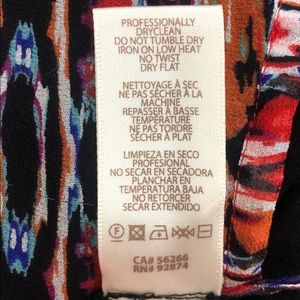 PROFESSIONALLY
DRYCLEAN
DO NOT TUMBLE DRY
IRON ON LOW HEAT
NO TWIST
DRY FLAT
NETTOYAGE À SEC
NE PAS SÉCHER À LA
MACHINE
REPASSER À BASSE
TEMPÉRATURE
NE PAS TORDRE
SÉCHER À PLAT
LIMPIEZA EN SECO
PROFESIONAL
NO SECAR EN SECADORA
PLANCHAR EN
TEMPERATURA BAJA
NO RETORCER
SECAR EXTENDIDO
F
CA# 56266
RN# 92874